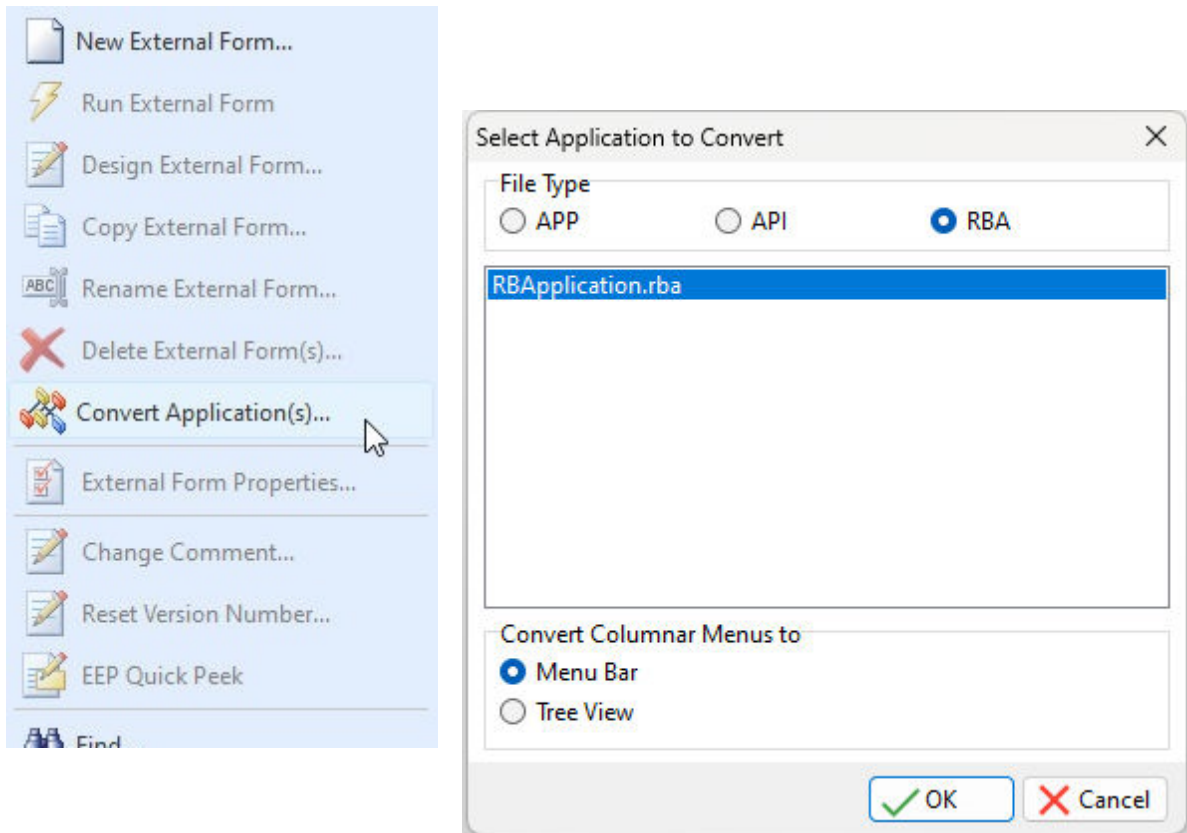 New External Form...
Run External Form
Design External Form...
Copy External Form...
ABC
Rename External Form...
Delete External Form(s)...
Convert Application(s)...
External Form Properties...
Change Comment...
Reset Version Number...
EEP Quick Peek
Find...
Select Application to Convert
File Type
APP API RBA
RBApplication.rba
Convert Columnar Menus to
Menu Bar
Tree View
OK Cancel